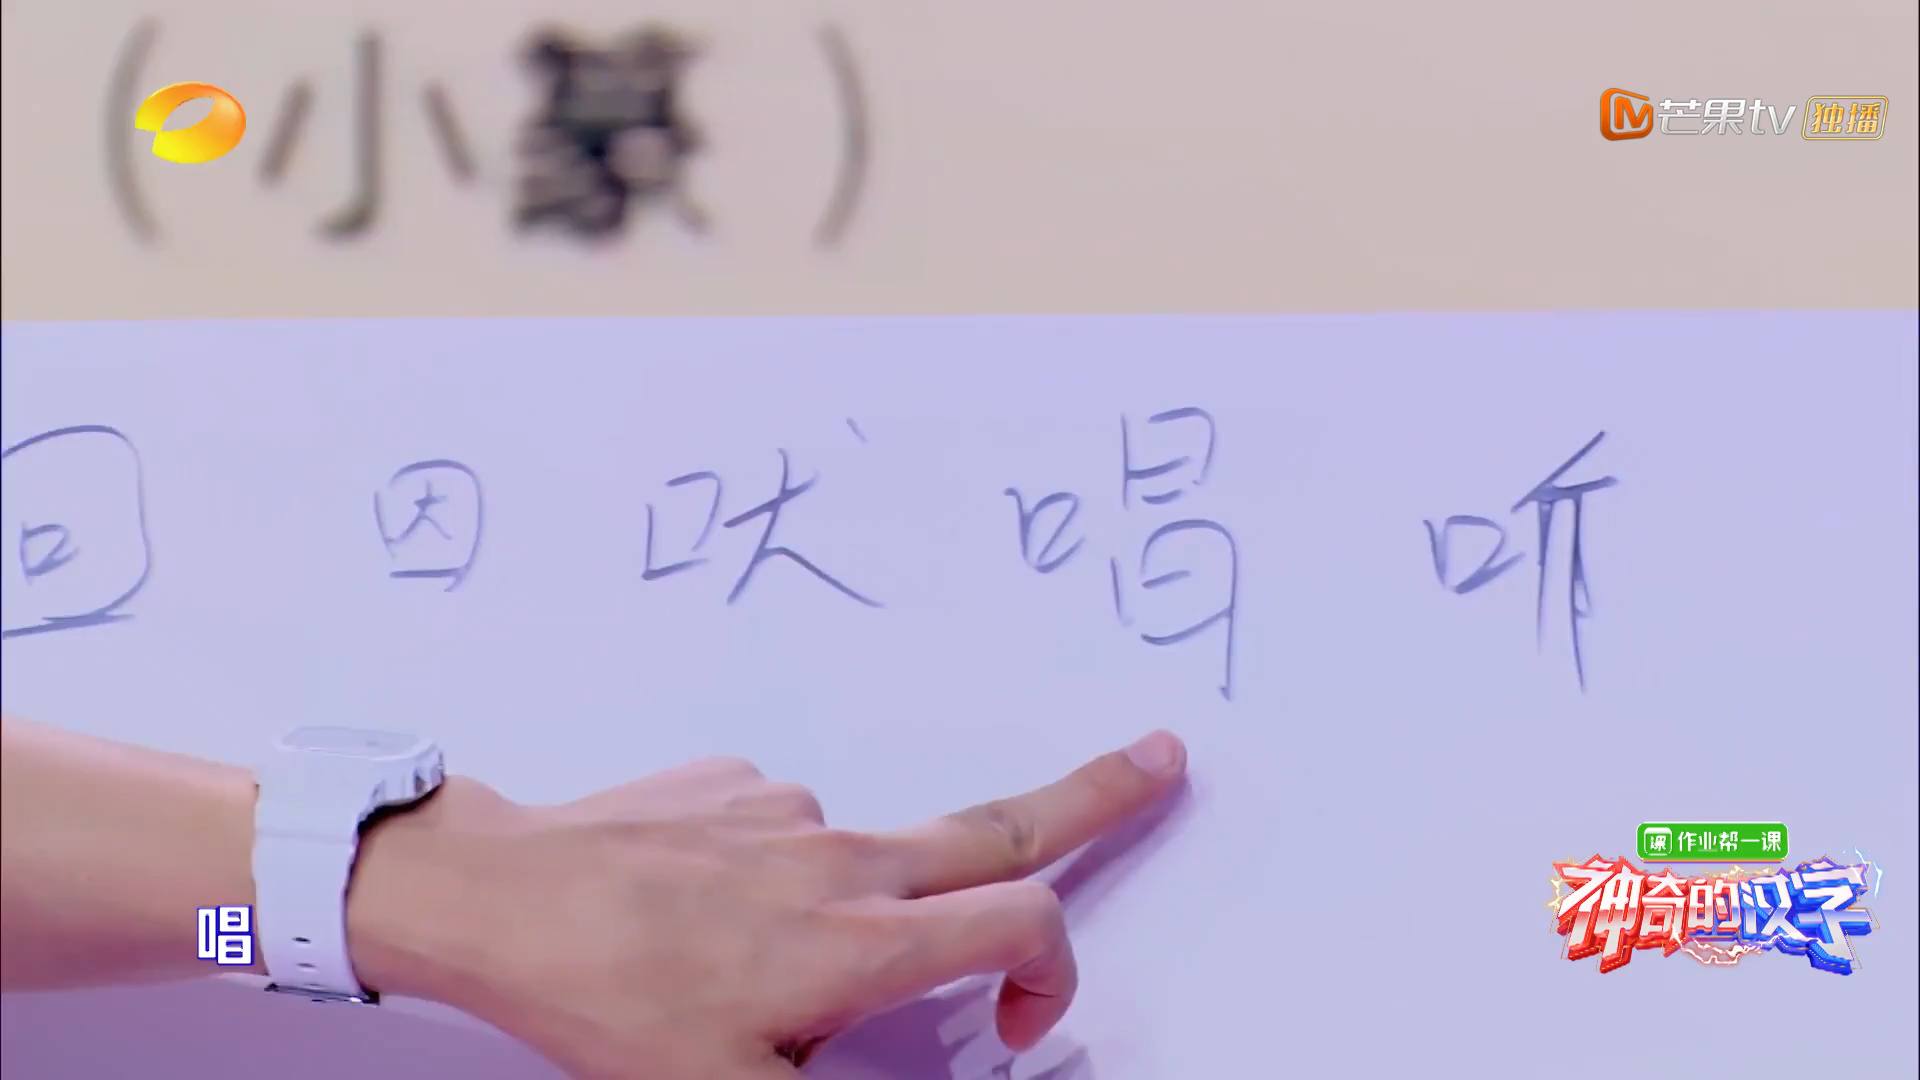 （小篆）
芒果tv 独播
回 因 吠 唱 听
课 作业帮一课
神奇的汉字
唱